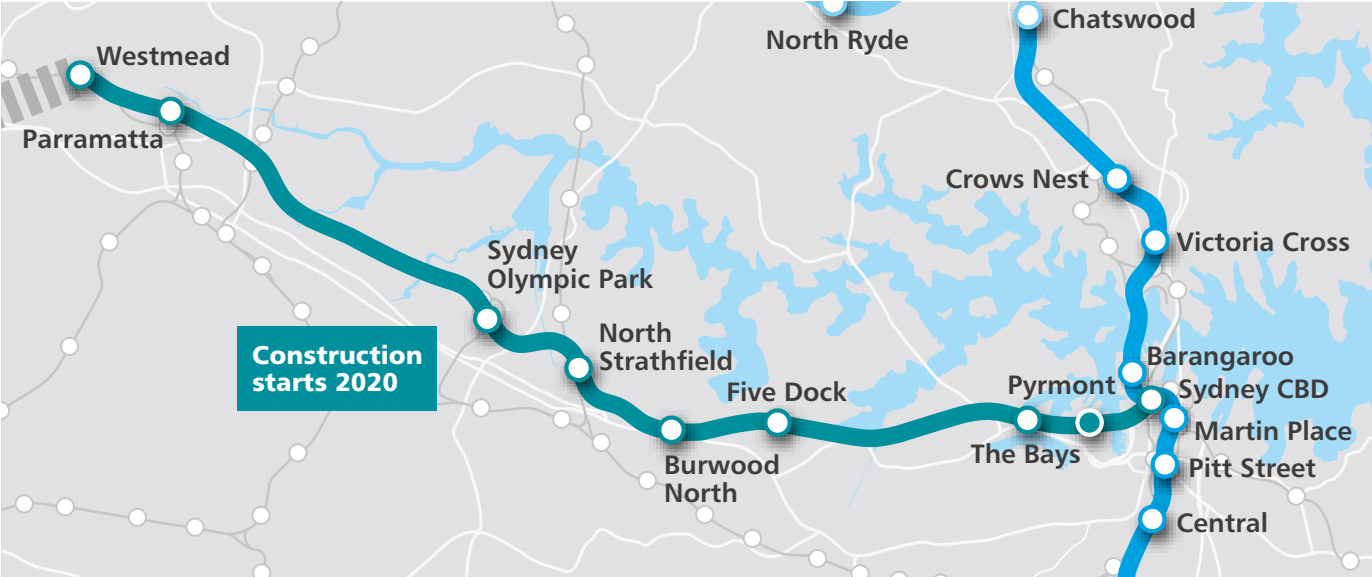 Westmead
Parramatta
North Ryde
Chatswood
Crows Nest
Victoria Cross
Sydney
Olympic Park
Construction
starts 2020
North
Strathfield
Five Dock
Burwood
North
The Bays
Pyrmont
Barangaroo
Sydney CBD
Martin Place
Pitt Street
Central